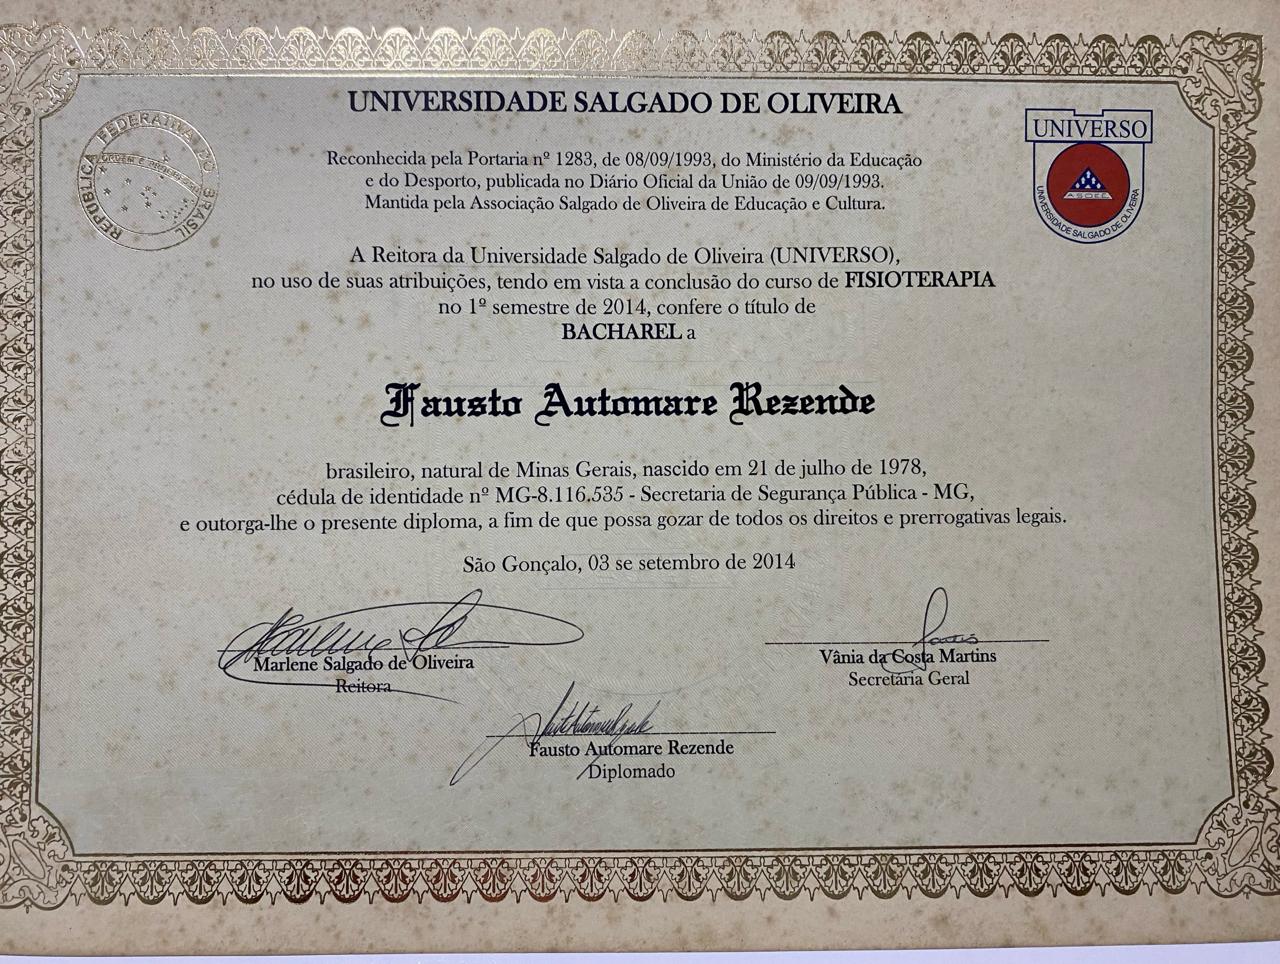 UNIVERSIDADE SALGADO DE OLIVEIRA
REPÚBLICA FEDERATIVA DO BRASIL
ORDEM E PROGRESSO
UNIVERSO
ASOEC
UNIVERSIDADE SALGADO DE OLIVEIRA
Reconhecida pela Portaria nº 1283, de 08/09/1993, do Ministério da Educação
e do Desporto, publicada no Diário Oficial da União de 09/09/1993.
Mantida pela Associação Salgado de Oliveira de Educação e Cultura.
A Reitora da Universidade Salgado de Oliveira (UNIVERSO),
no uso de suas atribuições, tendo em vista a conclusão do curso de FISIOTERAPIA
no 1º semestre de 2014, confere o título de
BACHAREL a
Fausto Automare Rezende
brasileiro, natural de Minas Gerais, nascido em 21 de julho de 1978,
cédula de identidade nº MG-8.116.535 - Secretaria de Segurança Pública - MG,
e outorga-lhe o presente diploma, a fim de que possa gozar de todos os direitos e prerrogativas legais.
São Gonçalo, 03 se setembro de 2014
Marlene Salgado de Oliveira
Reitora
Vânia da Costa Martins
Secretária Geral
Fausto Automare Rezende
Diplomado